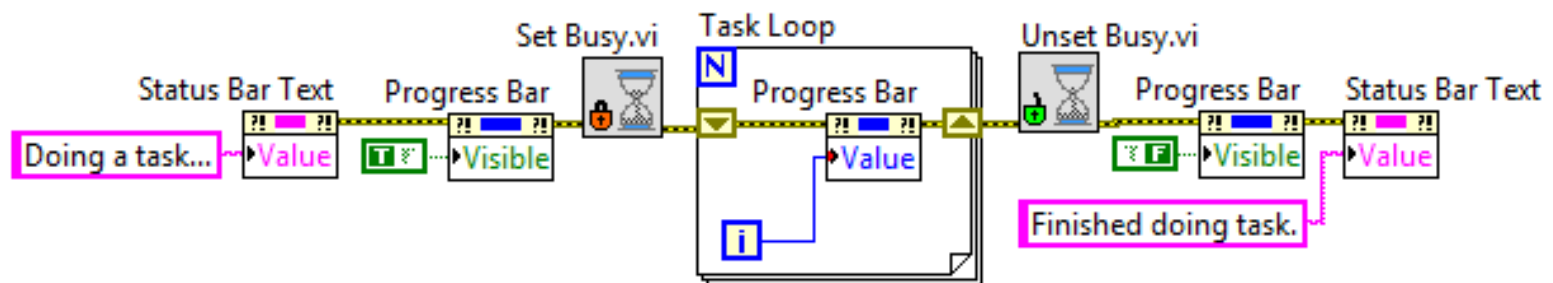 Set Busy.vi
Task Loop
Unset Busy.vi
N
Status Bar Text
Progress Bar
Progress Bar
Progress Bar
Status Bar Text
?! ?!
?! ?!
?! ?!
?! ?!
?! ?!
Doing a task...
Value
T
Visible
Value
F
Visible
Value
i
Finished doing task.